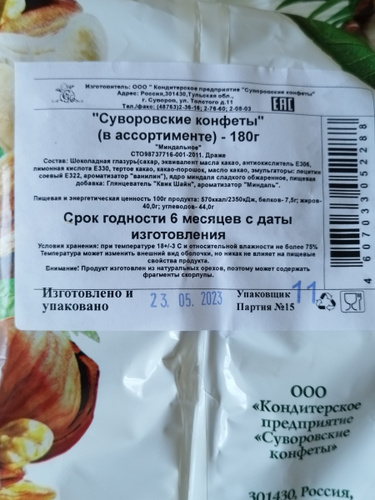 Изготовитель: ООО " Кондитерское предприятие "Суворовские конфеты"
Адрес: Россия,301430,Тульская обл.,
г. Суворов, ул. Толстого д.11
Тел./факс: (48763)2-36-18; 2-78-60; 2-08-03
ЕАС
"Суворовские конфеты"
(в ассортименте) - 180г
"Миндальное"
СТО98737716-001-2011. Драже
Состав: Шоколадная глазурь(сахар, эквивалент масла какао, антиокислитель Е306,
лимонная кислота Е330, тертое какао, какао-порошок, масло какао, эмульгаторы: лецитин
соевый Е322, ароматизатор "ванилин"), ядро миндаля сладкого обжаренное, пищевая
добавка: Глянцеватель "Квик Шайн", ароматизатор "Миндаль".
Пищевая и энергетическая ценность 100г продукта: 570ккал/2350кДж, белков- 7,5г; жиров-
40,0г; углеводов- 44,0г
Срок годности 6 месяцев с даты
изготовления
Условия хранения: при температуре 18+/-3 С и относительной влажности не более 75%
Температура может изменить внешний вид оболочки, но никак не влияет на пищевые
свойства продукта.
Внимание! Продукт изготовлен из натуральных орехов, поэтому может содержать
фрагменты скорлупы.
Изготовлено и
упаковано
23.05.2023
Упаковщик 11
Партия №15
4607033052288
ООО
«Кондитерское
предприятие
«Суворовские
конфеты»
301430, Россия,